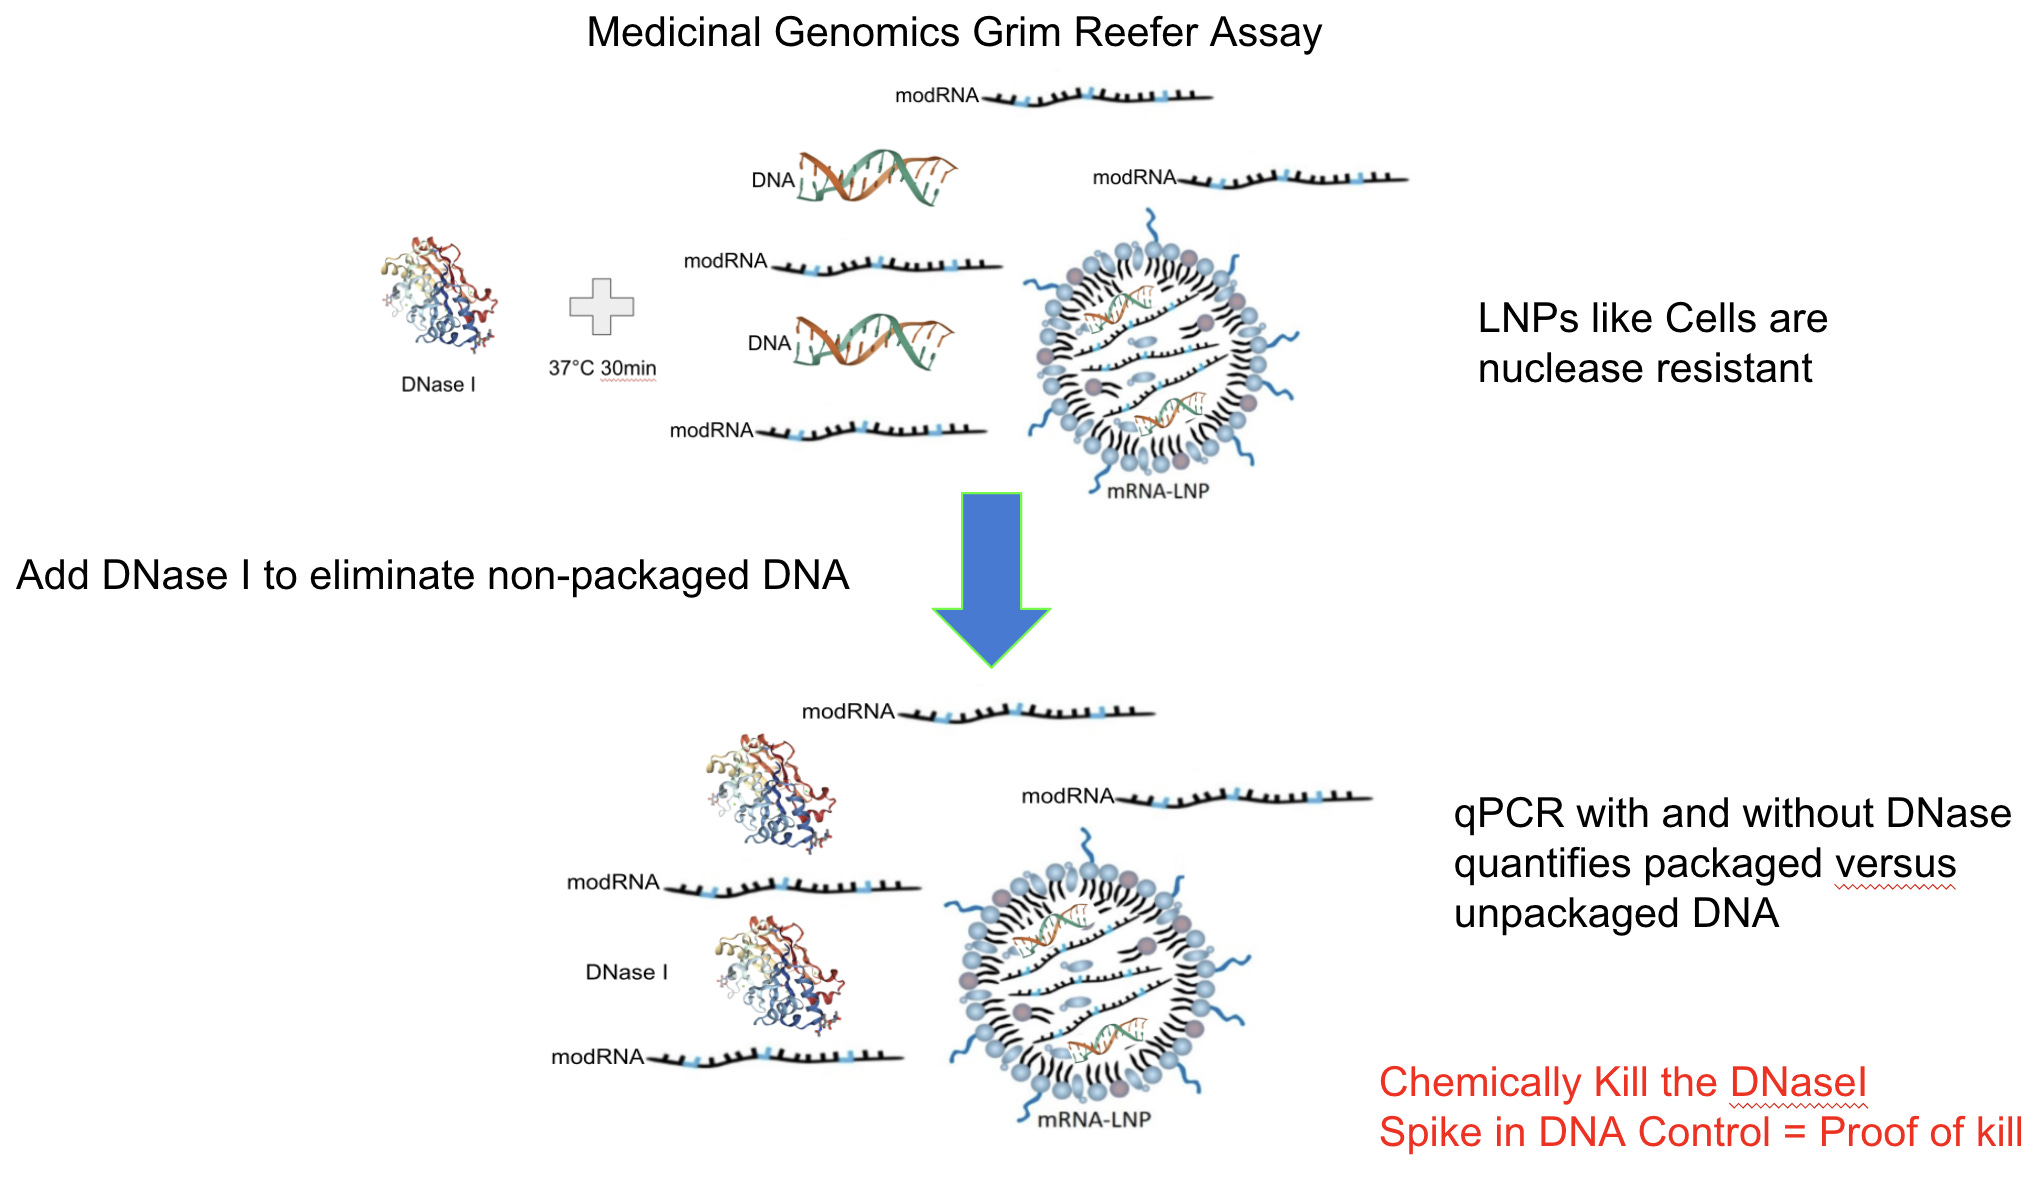 Medicinal Genomics Grim Reefer Assay
modRNA
DNA
modRNA
modRNA
DNase I
37°C 30min
DNA
modRNA
mRNA-LNP
LNPs like Cells are
nuclease resistant
Add DNase I to eliminate non-packaged DNA
modRNA
modRNA
modRNA
DNase I
modRNA
mRNA-LNP
qPCR with and without DNase
quantifies packaged versus
unpackaged DNA
Chemically Kill the DNaseI
Spike in DNA Control = Proof of kill